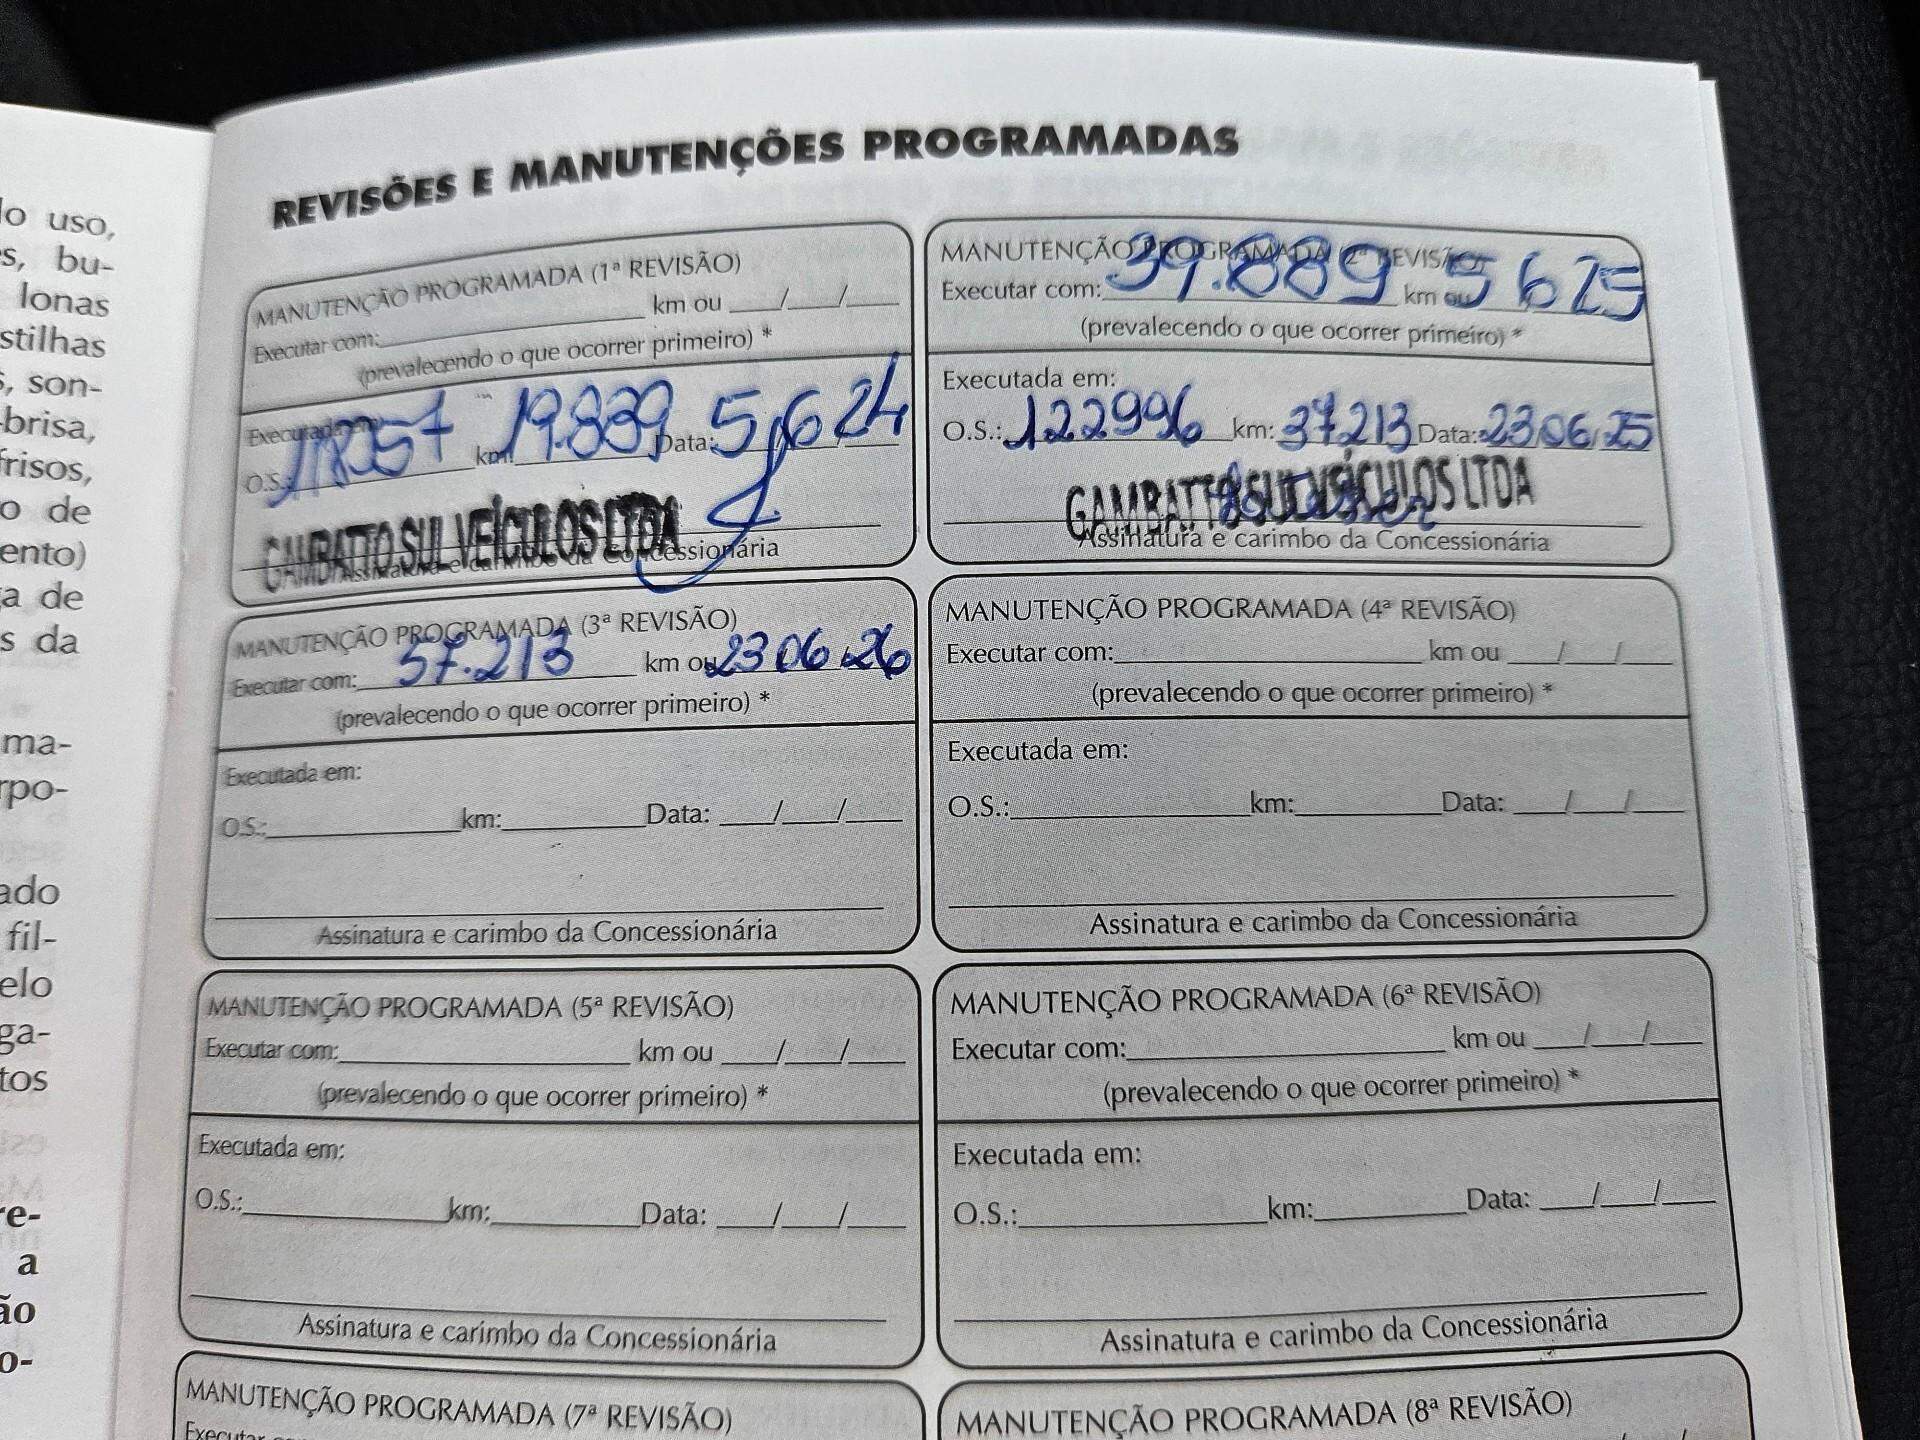 lo uso,
s, bu-
lonas
stilhas
, son-
-brisa,
frisos,
o de
ento)
a de
s da
ma-
rpo-
ado
fil-
elo
ga-
tos
re-
a
ão
o-
REVISÕES E MANUTENÇÕES PROGRAMADAS
MANUTENÇÃO PROGRAMADA (1ª REVISÃO)
Executar com: km ou / /
(prevalecendo o que ocorrer primeiro) *
Executada em:
O.S.: km: 19.839 Data: 5/6 24
GAMBATTO SUL VEÍCULOS LTDA
Assinatura e carimbo da Concessionária
MANUTENÇÃO PROGRAMADA (2ª REVISÃO)
Executar com: 39.889 km ou 5 6 25
(prevalecendo o que ocorrer primeiro) *
Executada em:
O.S.: 122996 km: 37213 Data: 23 06 25
GAMBATTO SUL VEÍCULOS LTDA
Assinatura e carimbo da Concessionária
MANUTENÇÃO PROGRAMADA (3ª REVISÃO)
Executar com: 57.213 km ou 23 06 26
(prevalecendo o que ocorrer primeiro) *
Executada em:
O.S.: km: Data: / /
Assinatura e carimbo da Concessionária
MANUTENÇÃO PROGRAMADA (4ª REVISÃO)
Executar com: km ou / /
(prevalecendo o que ocorrer primeiro) *
Executada em:
O.S.: km: Data: / /
Assinatura e carimbo da Concessionária
MANUTENÇÃO PROGRAMADA (5ª REVISÃO)
Executar com: km ou / /
(prevalecendo o que ocorrer primeiro) *
Executada em:
O.S.: km: Data: / /
Assinatura e carimbo da Concessionária
MANUTENÇÃO PROGRAMADA (6ª REVISÃO)
Executar com: km ou / /
(prevalecendo o que ocorrer primeiro) *
Executada em:
O.S.: km: Data: / /
Assinatura e carimbo da Concessionária
MANUTENÇÃO PROGRAMADA (7ª REVISÃO)
Executar
MANUTENÇÃO PROGRAMADA (8ª REVISÃO)